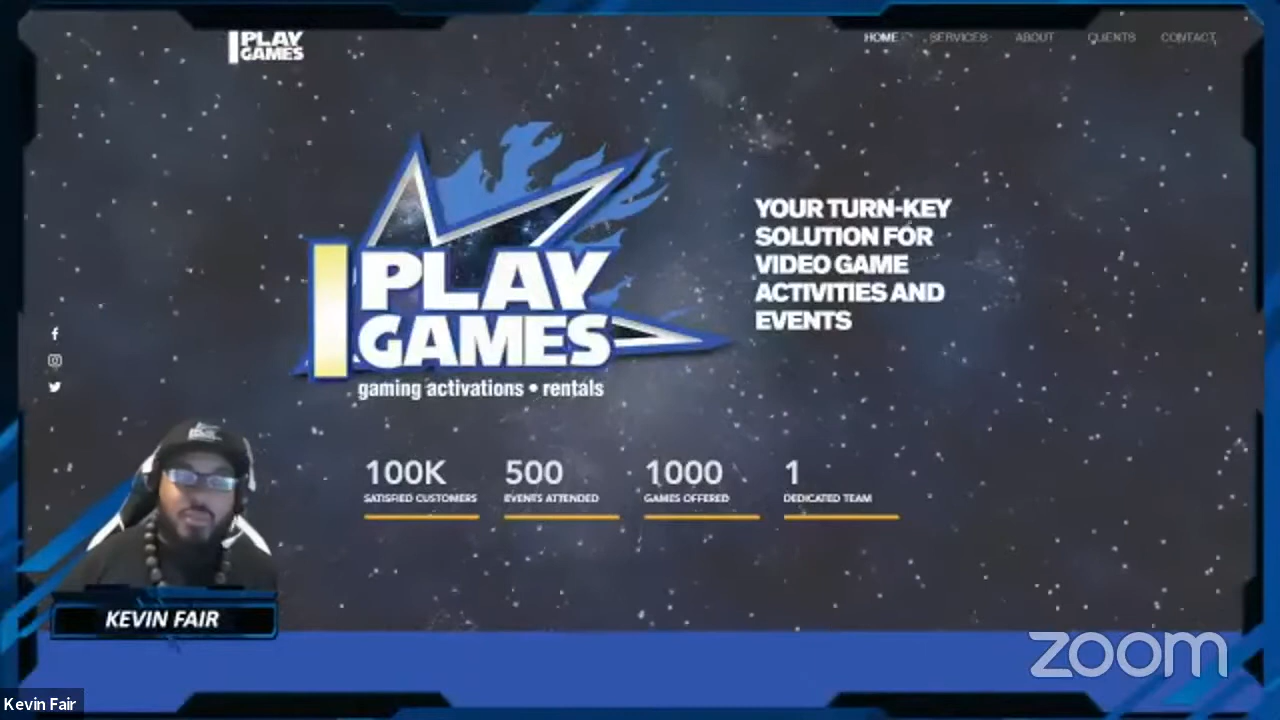 PLAY
GAMES
HOME
SERVICES
ABOUT
CLIENTS
CONTACT
I PLAY
GAMES
gaming activations • rentals
YOUR TURN-KEY
SOLUTION FOR
VIDEO GAME
ACTIVITIES AND
EVENTS
100K
SATISFIED CUSTOMERS
500
EVENTS ATTENDED
1000
GAMES OFFERED
1
DEDICATED TEAM
KEVIN FAIR
zoom
Kevin Fair